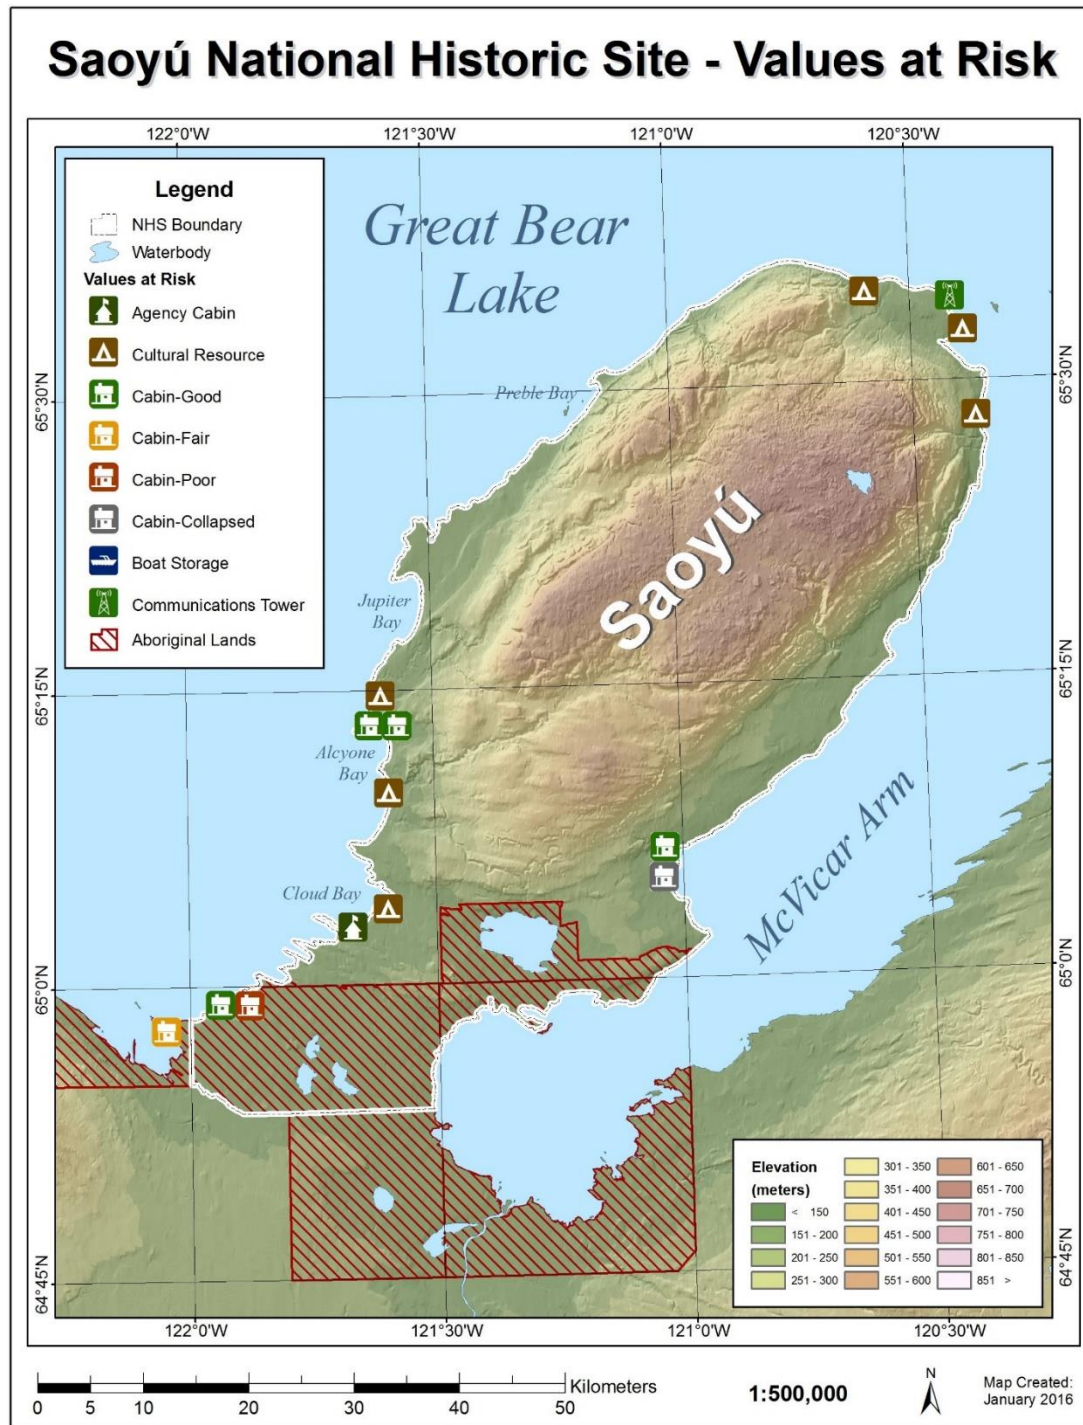 Saoyú National Historic Site - Values at Risk
122°0'W
121°30'W
121°0'W
120°30'W
Legend
NHS Boundary
Waterbody
Values at Risk
Agency Cabin
Cultural Resource
Cabin-Good
Cabin-Fair
Cabin-Poor
Cabin-Collapsed
Boat Storage
Communications Tower
Aboriginal Lands
Great Bear
Lake
Preble Bay
65°30'N
65°30'N
Saoyú
Jupiter
Bay
65°15'N
65°15'N
Alcyone
Bay
McVicar Arm
Cloud Bay
65°0'N
65°0'N
Elevation
(meters)
< 150
151 - 200
201 - 250
251 - 300
301 - 350
351 - 400
401 - 450
451 - 500
501 - 550
551 - 600
601 - 650
651 - 700
701 - 750
751 - 800
801 - 850
851 >
64°45'N
64°45'N
122°0'W
121°30'W
121°0'W
120°30'W
Kilometers
0 5 10 20 30 40 50
1:500,000
N
Map Created:
January 2016